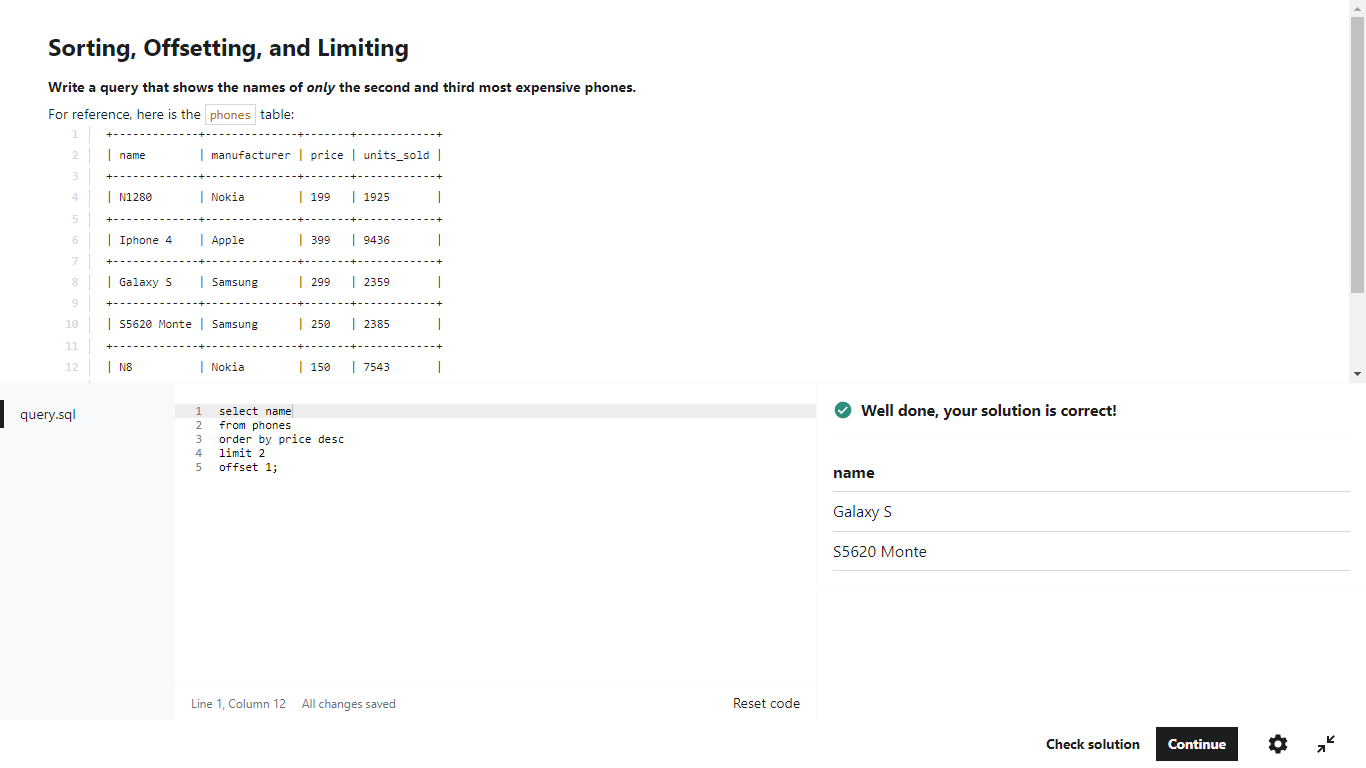 Sorting, Offsetting, and Limiting
Write a query that shows the names of only the second and third most expensive phones.
For reference, here is the phones table:
1 +-------------+--------------+-------+------------+
2 | name        | manufacturer | price | units_sold |
3 +-------------+--------------+-------+------------+
4 | N1280       | Nokia        | 199   | 1925       |
5 +-------------+--------------+-------+------------+
6 | Iphone 4    | Apple        | 399   | 9436       |
7 +-------------+--------------+-------+------------+
8 | Galaxy S    | Samsung      | 299   | 2359       |
9 +-------------+--------------+-------+------------+
10 | S5620 Monte | Samsung      | 250   | 2385       |
11 +-------------+--------------+-------+------------+
12 | N8          | Nokia        | 150   | 7543       |
query.sql
1 select name
2 from phones
3 order by price desc
4 limit 2
5 offset 1;
Line 1, Column 12 All changes saved
Reset code
Well done, your solution is correct!
name
Galaxy S
S5620 Monte
Check solution
Continue